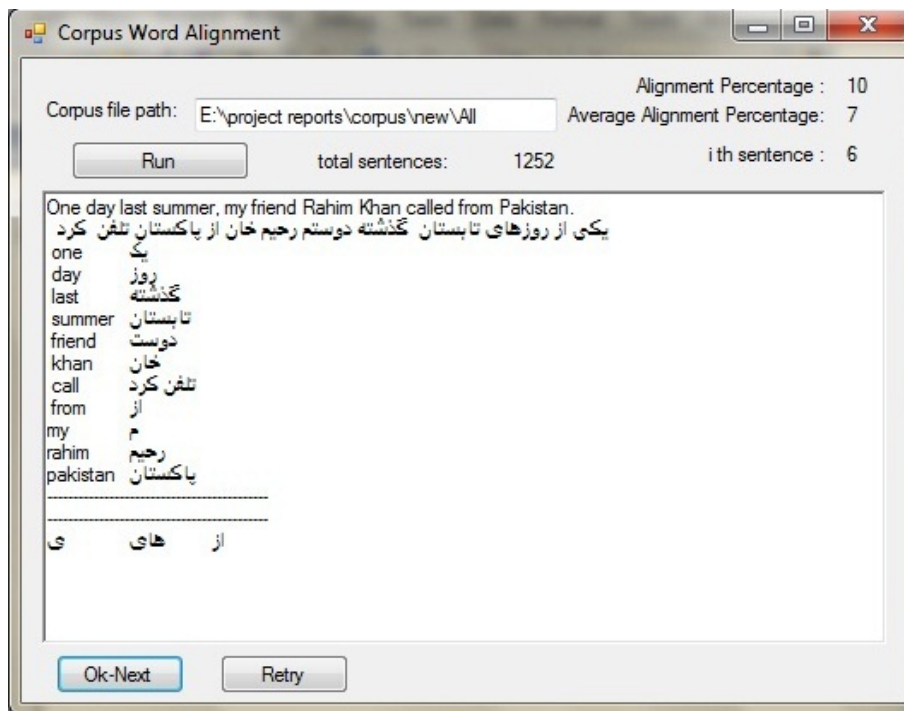 Corpus Word Alignment
Alignment Percentage : 10
Corpus file path: E:\project reports\corpus\new\All
Average Alignment Percentage: 7
Run total sentences: 1252 i th sentence : 6
One day last summer, my friend Rahim Khan called from Pakistan.
یکی از روزهای تابستان گذشته دوستم رحیم خان از پاکستان تلفن کرد
one یک
day روز
last گذشته
summer تابستان
friend دوست
khan خان
call تلفن کرد
from از
my م
rahim رحیم
pakistan پاکستان
------------------------------------------
------------------------------------------
ی های از
Ok-Next Retry